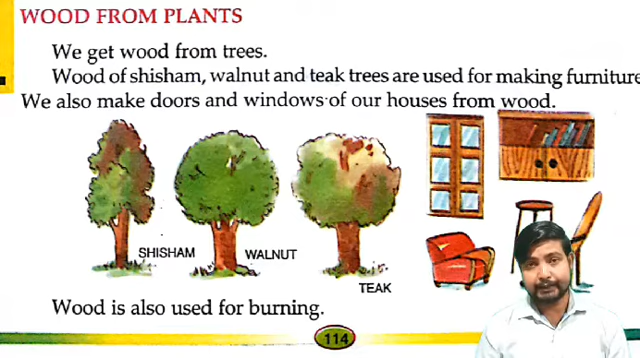 WOOD FROM PLANTS
We get wood from trees.
Wood of shisham, walnut and teak trees are used for making furniture
We also make doors and windows of our houses from wood.
SHISHAM
WALNUT
TEAK
Wood is also used for burning.
114